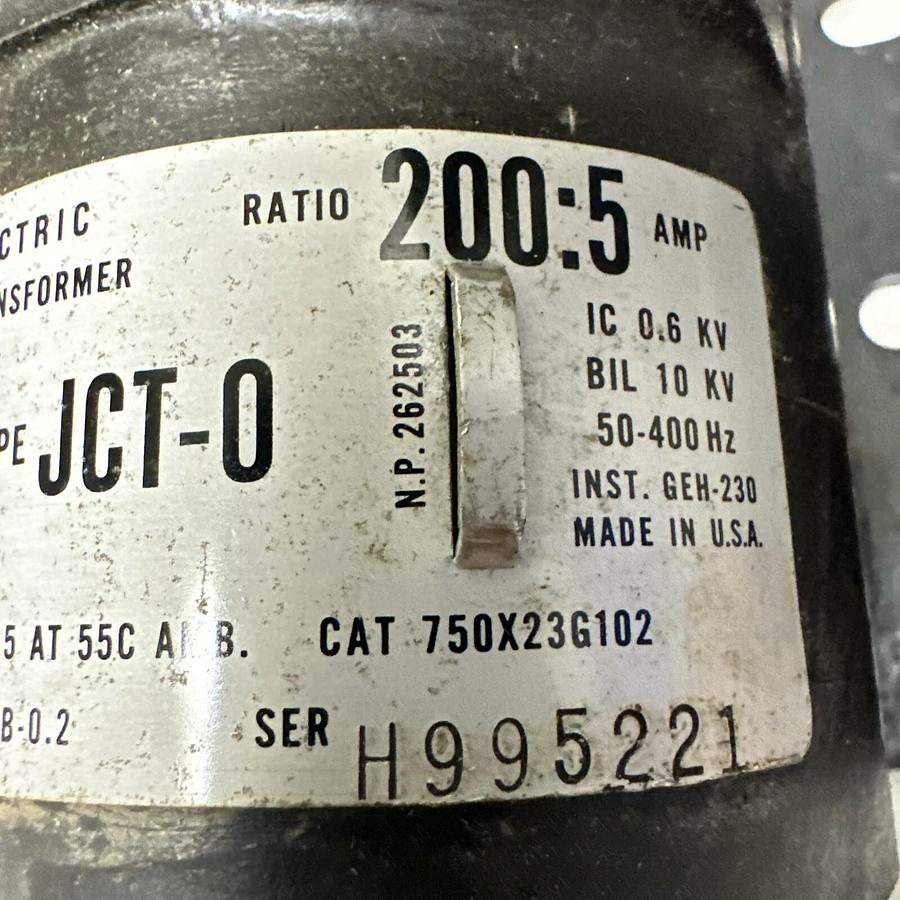 CTRIC
NSFORMER
RATIO 200:5 AMP
PE JCT-0
N.P. 262503
IC 0.6 KV
BIL 10 KV
50-400 Hz
INST. GEH-230
MADE IN U.S.A.
5 AT 55C AMB. CAT 750X23G102
B-0.2 SER H995221